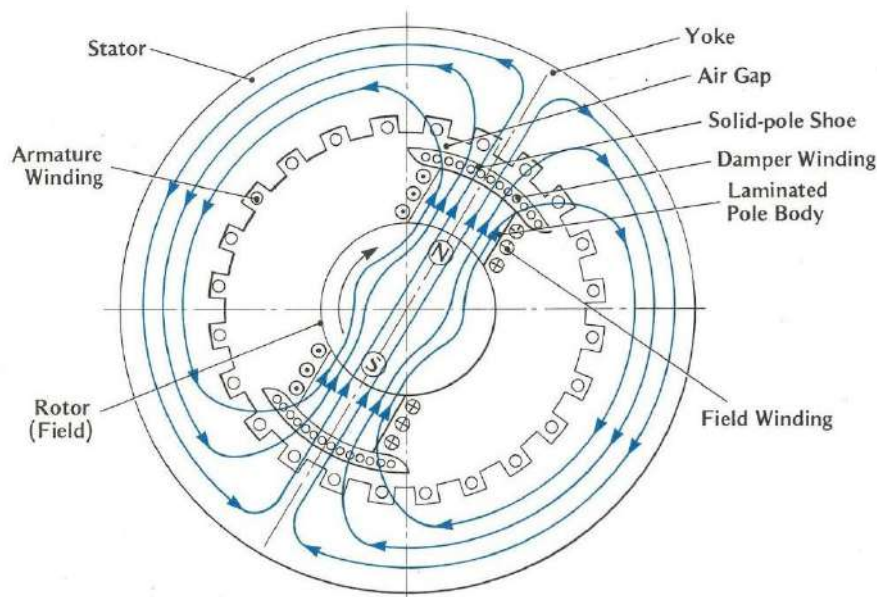 Stator
Yoke
Air Gap
Solid-pole Shoe
Armature
Winding
Damper Winding
Laminated
Pole Body
N
S
Rotor
(Field)
Field Winding